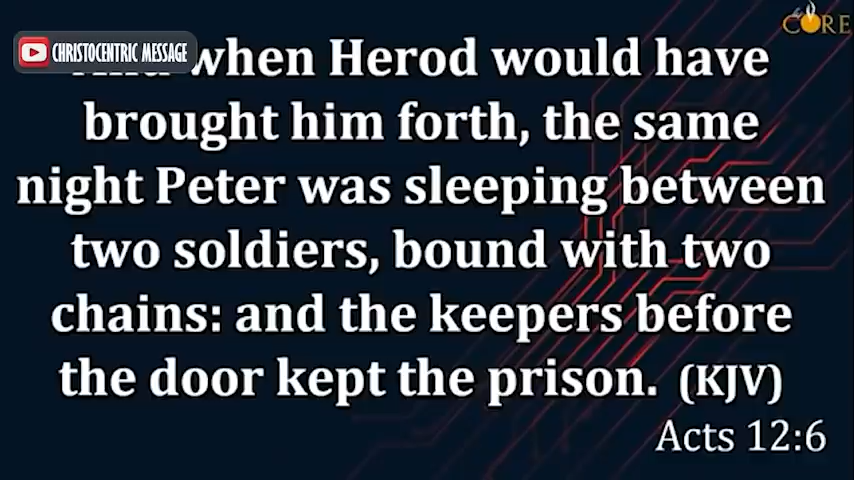 CORE
CHRISTOCENTRIC MESSAGE
And when Herod would have
brought him forth, the same
night Peter was sleeping between
two soldiers, bound with two
chains: and the keepers before
the door kept the prison. (KJV)
Acts 12:6